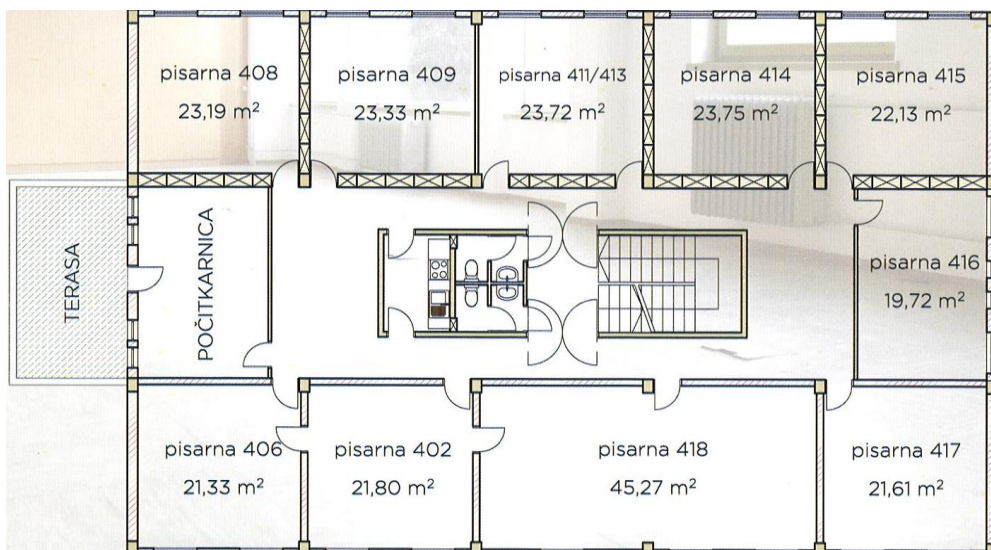 pisarna 408
23,19 m²
pisarna 409
23,33 m²
pisarna 411/413
23,72 m²
pisarna 414
23,75 m²
pisarna 415
22,13 m²
TERASA
POČITKARNICA
pisarna 416
19,72 m²
pisarna 406
21,33 m²
pisarna 402
21,80 m²
pisarna 418
45,27 m²
pisarna 417
21,61 m²